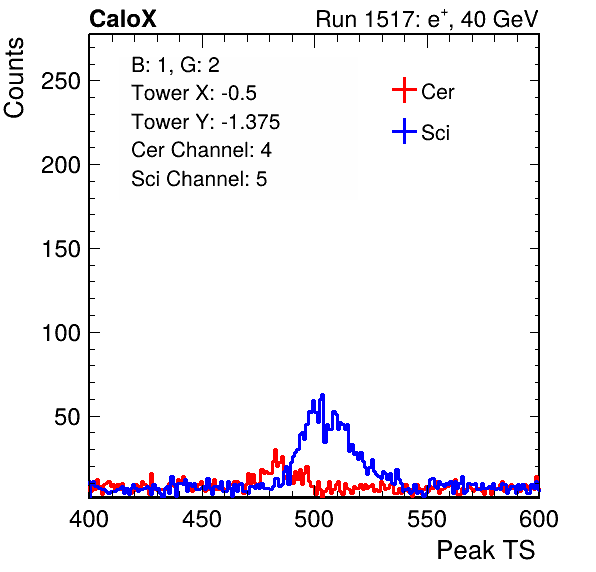 CaloX Run 1517: e⁺, 40 GeV
B: 1, G: 2
Tower X: -0.5
Tower Y: -1.375
Cer Channel: 4
Sci Channel: 5
Cer
Sci
Counts
250
200
150
100
50
400 450 500 550 600
Peak TS